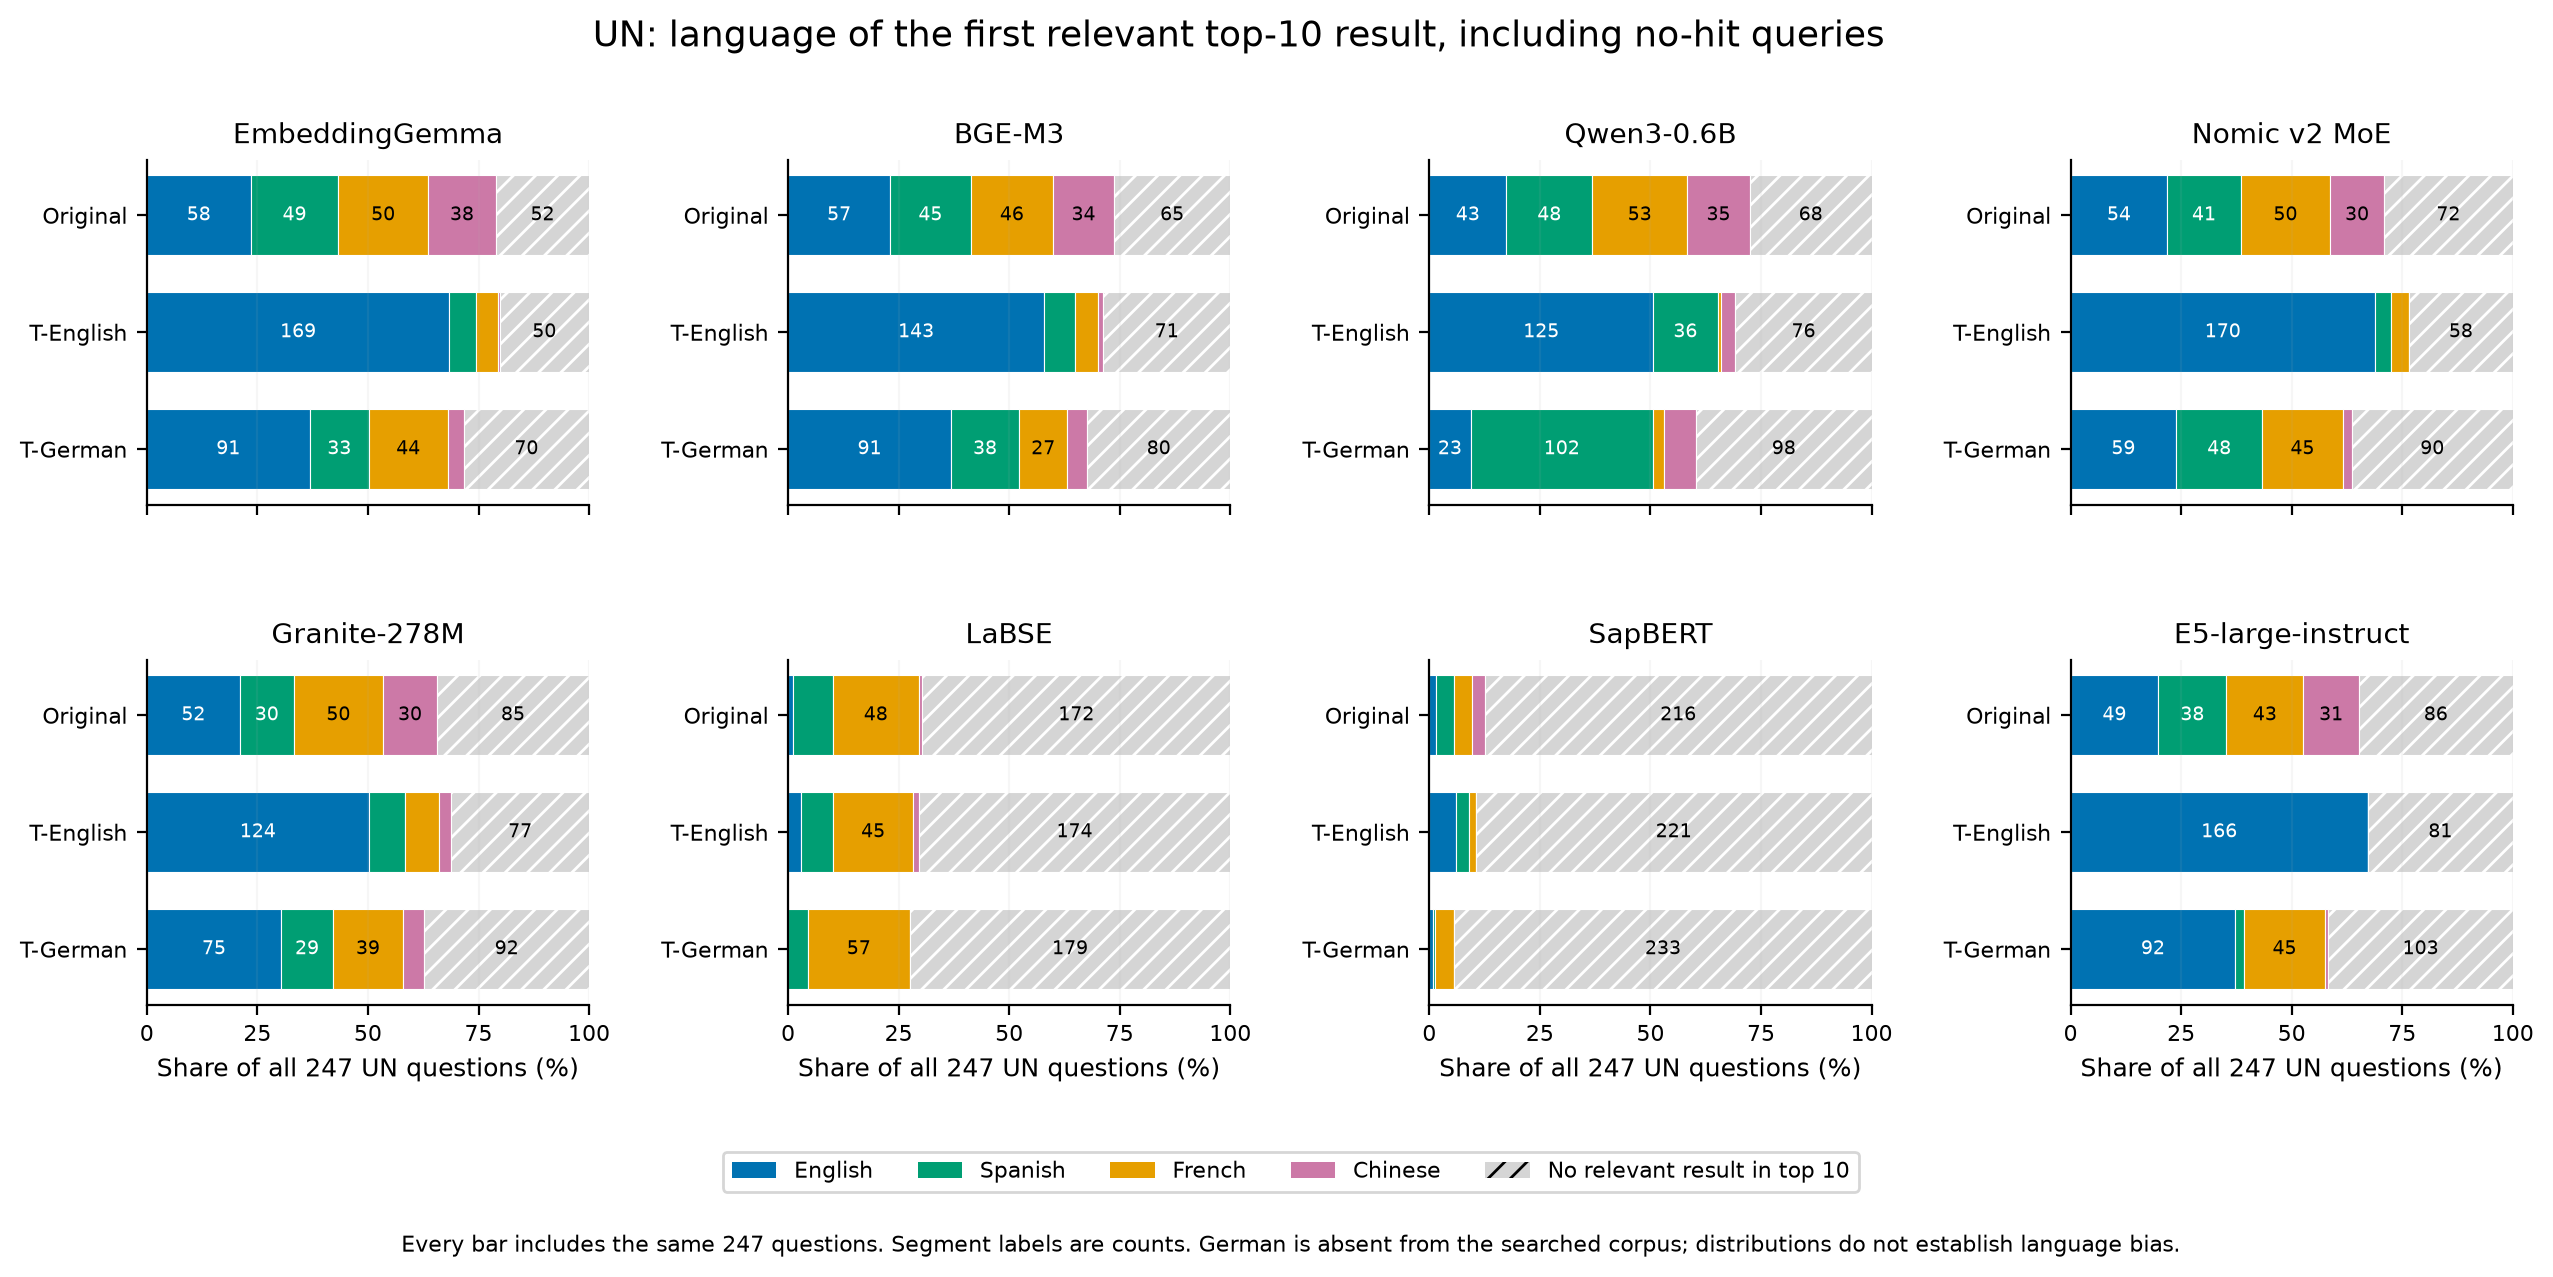 UN: language of the first relevant top-10 result, including no-hit queries
EmbeddingGemma
Original
58 49 50 38 52
T-English
169 50
T-German
91 33 44 70
BGE-M3
Original
57 45 46 34 65
T-English
143 71
T-German
91 38 27 80
Qwen3-0.6B
Original
43 48 53 35 68
T-English
125 36 76
T-German
23 102 98
Nomic v2 MoE
Original
54 41 50 30 72
T-English
170 58
T-German
59 48 45 90
Granite-278M
Original
52 30 50 30 85
T-English
124 77
T-German
75 29 39 92
0 25 50 75 100
Share of all 247 UN questions (%)
LaBSE
Original
48 172
T-English
45 174
T-German
57 179
0 25 50 75 100
Share of all 247 UN questions (%)
SapBERT
Original
216
T-English
221
T-German
233
0 25 50 75 100
Share of all 247 UN questions (%)
E5-large-instruct
Original
49 38 43 31 86
T-English
166 81
T-German
92 45 103
0 25 50 75 100
Share of all 247 UN questions (%)
English Spanish French Chinese No relevant result in top 10
Every bar includes the same 247 questions. Segment labels are counts. German is absent from the searched corpus; distributions do not establish language bias.